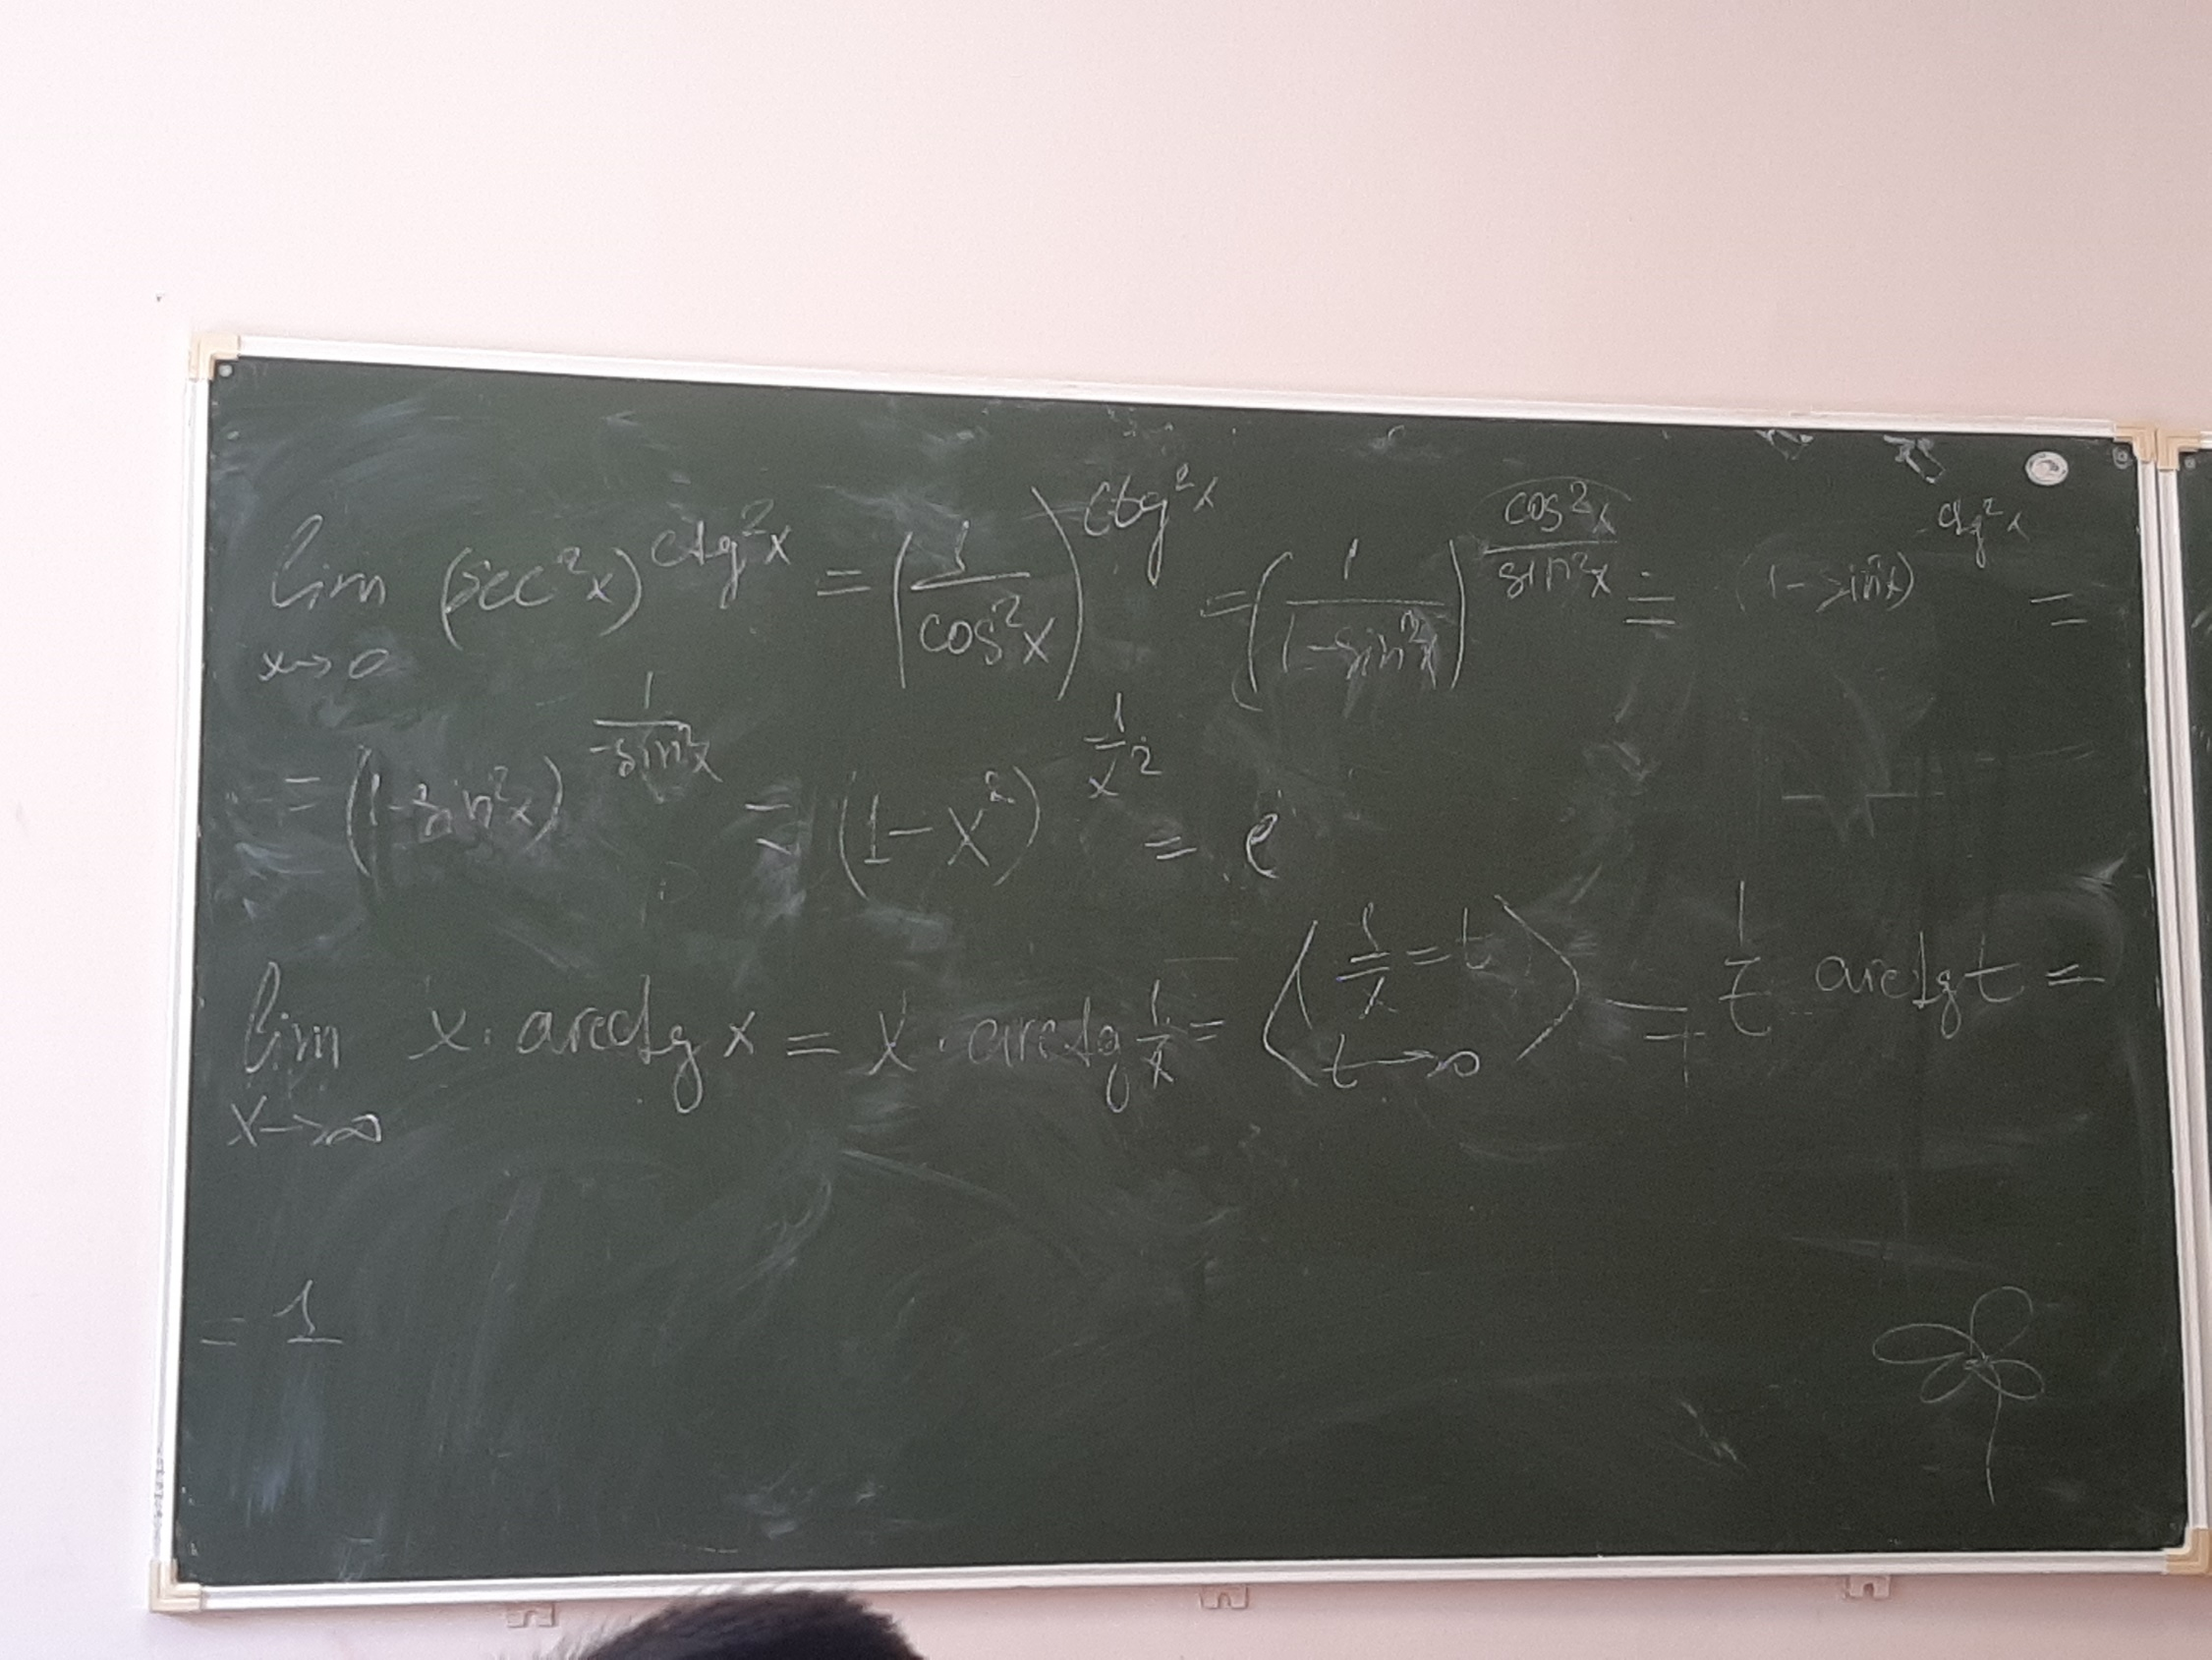 lim x→0 (sec²x)^(ctg²x) = (1/cos²x)^(ctg²x) = (1/(1-sin²x))^(cos²x/sin²x) = (1-sin²x)^(-ctg²x) =
= (1-sin²x)^(1/(-sin²x)) = (1-x²)^(-1/x²) = e
lim x→∞ x · arcctg x = x · arctg 1/x = ⟨1/x = t, t→∞⟩ = 1/t arctg t =
= 1